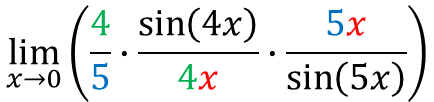 lim x→0 (4/5 · sin(4x)/4x · 5x/sin(5x))